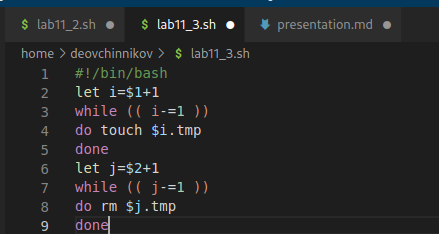 $ lab11_2.sh ● $ lab11_3.sh ● presentation.md ●
home > deovchinnikov > $ lab11_3.sh
1 #!/bin/bash
2 let i=$1+1
3 while (( i-=1 ))
4 do touch $i.tmp
5 done
6 let j=$2+1
7 while (( j-=1 ))
8 do rm $j.tmp
9 done